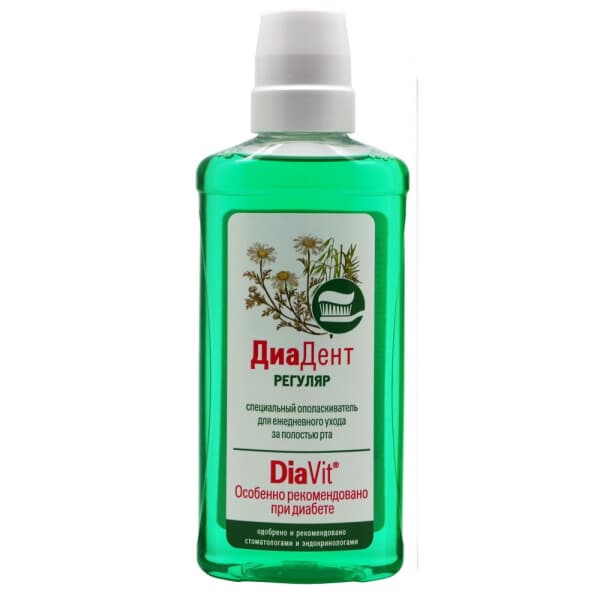 ДиаДент
РЕГУЛЯР
специальный ополаскиватель
для ежедневного ухода
за полостью рта
DiaVit®
Особенно рекомендовано
при диабете
одобрено и рекомендовано
стоматологами и эндокринологами